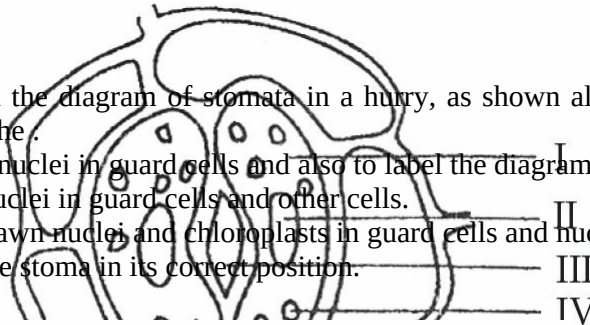 the diagram of stomata in a hurry, as shown al
he :
nuclei in guard cells and also to label the diagram
I
uclei in guard cells and other cells.
II
awn nuclei and chloroplasts in guard cells and nuc
III
e stoma in its correct position.
IV